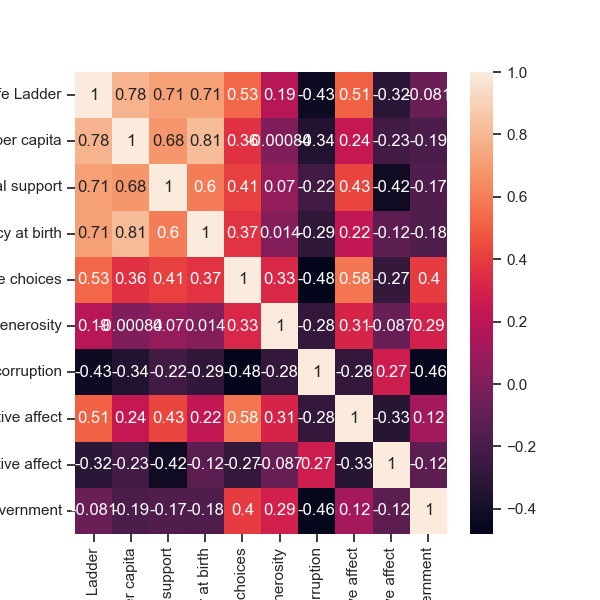 fe Ladder 1 0.78 0.71 0.71 0.53 0.19 -0.43 0.51 -0.32 -0.081
per capita 0.78 1 0.68 0.81 0.36 -0.00084 -0.34 0.24 -0.23 -0.19
al support 0.71 0.68 1 0.6 0.41 0.07 -0.22 0.43 -0.42 -0.17
cy at birth 0.71 0.81 0.6 1 0.37 0.014 -0.29 0.22 -0.12 -0.18
e choices 0.53 0.36 0.41 0.37 1 0.33 -0.48 0.58 -0.27 0.4
enerosity 0.19 -0.00084 0.07 0.014 0.33 1 -0.28 0.31 -0.087 0.29
corruption -0.43 -0.34 -0.22 -0.29 -0.48 -0.28 1 -0.28 0.27 -0.46
tive affect 0.51 0.24 0.43 0.22 0.58 0.31 -0.28 1 -0.33 0.12
tive affect -0.32 -0.23 -0.42 -0.12 -0.27 -0.087 0.27 -0.33 1 -0.12
vernment -0.081 -0.19 -0.17 -0.18 0.4 0.29 -0.46 0.12 -0.12 1
Ladder
r capita
support
at birth
choices
nerosity
rruption
ve affect
ve affect
ernment
1.0
0.8
0.6
0.4
0.2
0.0
−0.2
−0.4